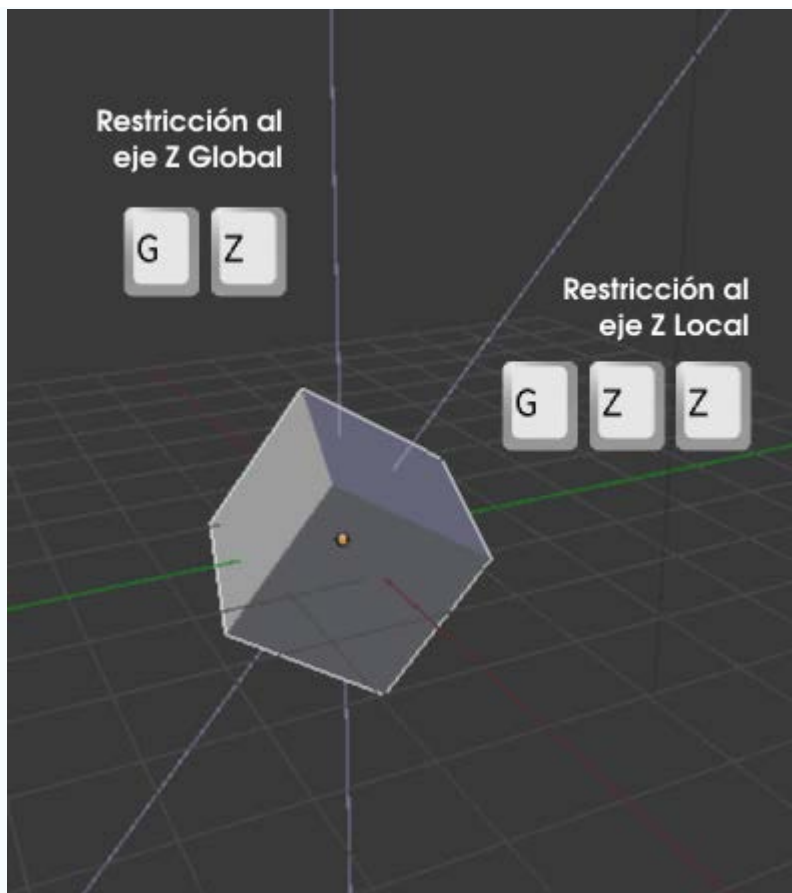 Restricción al
eje Z Global
G Z
Restricción al
eje Z Local
G Z Z